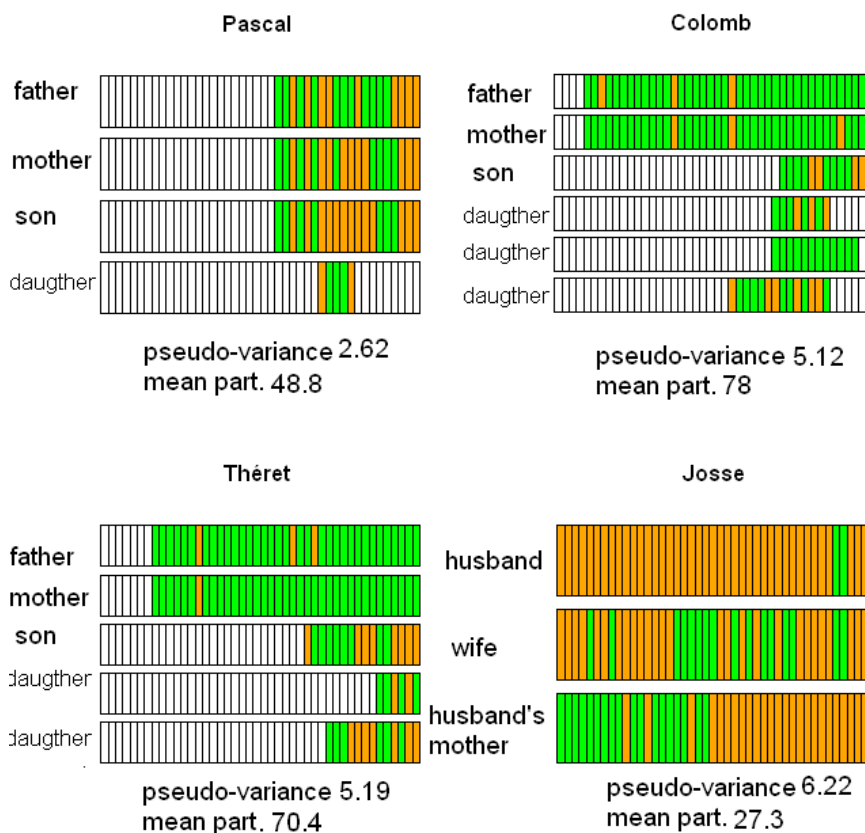 Pascal
father
mother
son
daugther
pseudo-variance 2.62
mean part. 48.8
Colomb
father
mother
son
daugther
daugther
daugther
pseudo-variance 5.12
mean part. 78
Théret
father
mother
son
daugther
daugther
pseudo-variance 5.19
mean part. 70.4
Josse
husband
wife
husband's
mother
pseudo-variance 6.22
mean part. 27.3